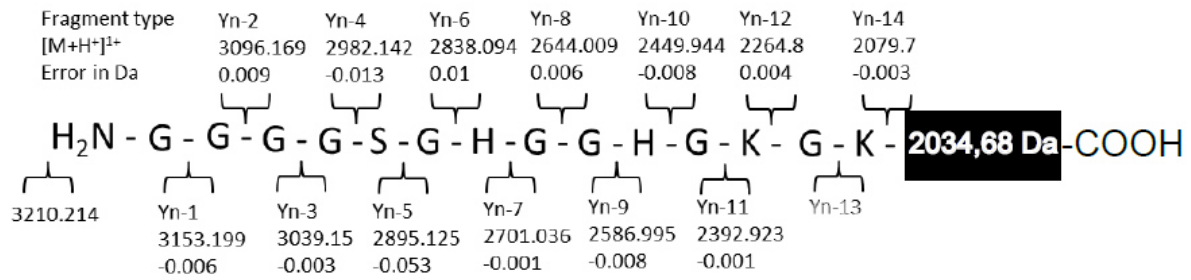 Fragment type Yn-2 Yn-4 Yn-6 Yn-8 Yn-10 Yn-12 Yn-14
[M+H⁺]¹⁺ 3096.169 2982.142 2838.094 2644.009 2449.944 2264.8 2079.7
Error in Da 0.009 -0.013 0.01 0.006 -0.008 0.004 -0.003
H₂N - G - G - G - G - S - G - H - G - G - H - G - K - G - K - 2034,68 Da-COOH
3210.214 Yn-1 Yn-3 Yn-5 Yn-7 Yn-9 Yn-11 Yn-13
3153.199 3039.15 2895.125 2701.036 2586.995 2392.923
-0.006 -0.003 -0.053 -0.001 -0.008 -0.001